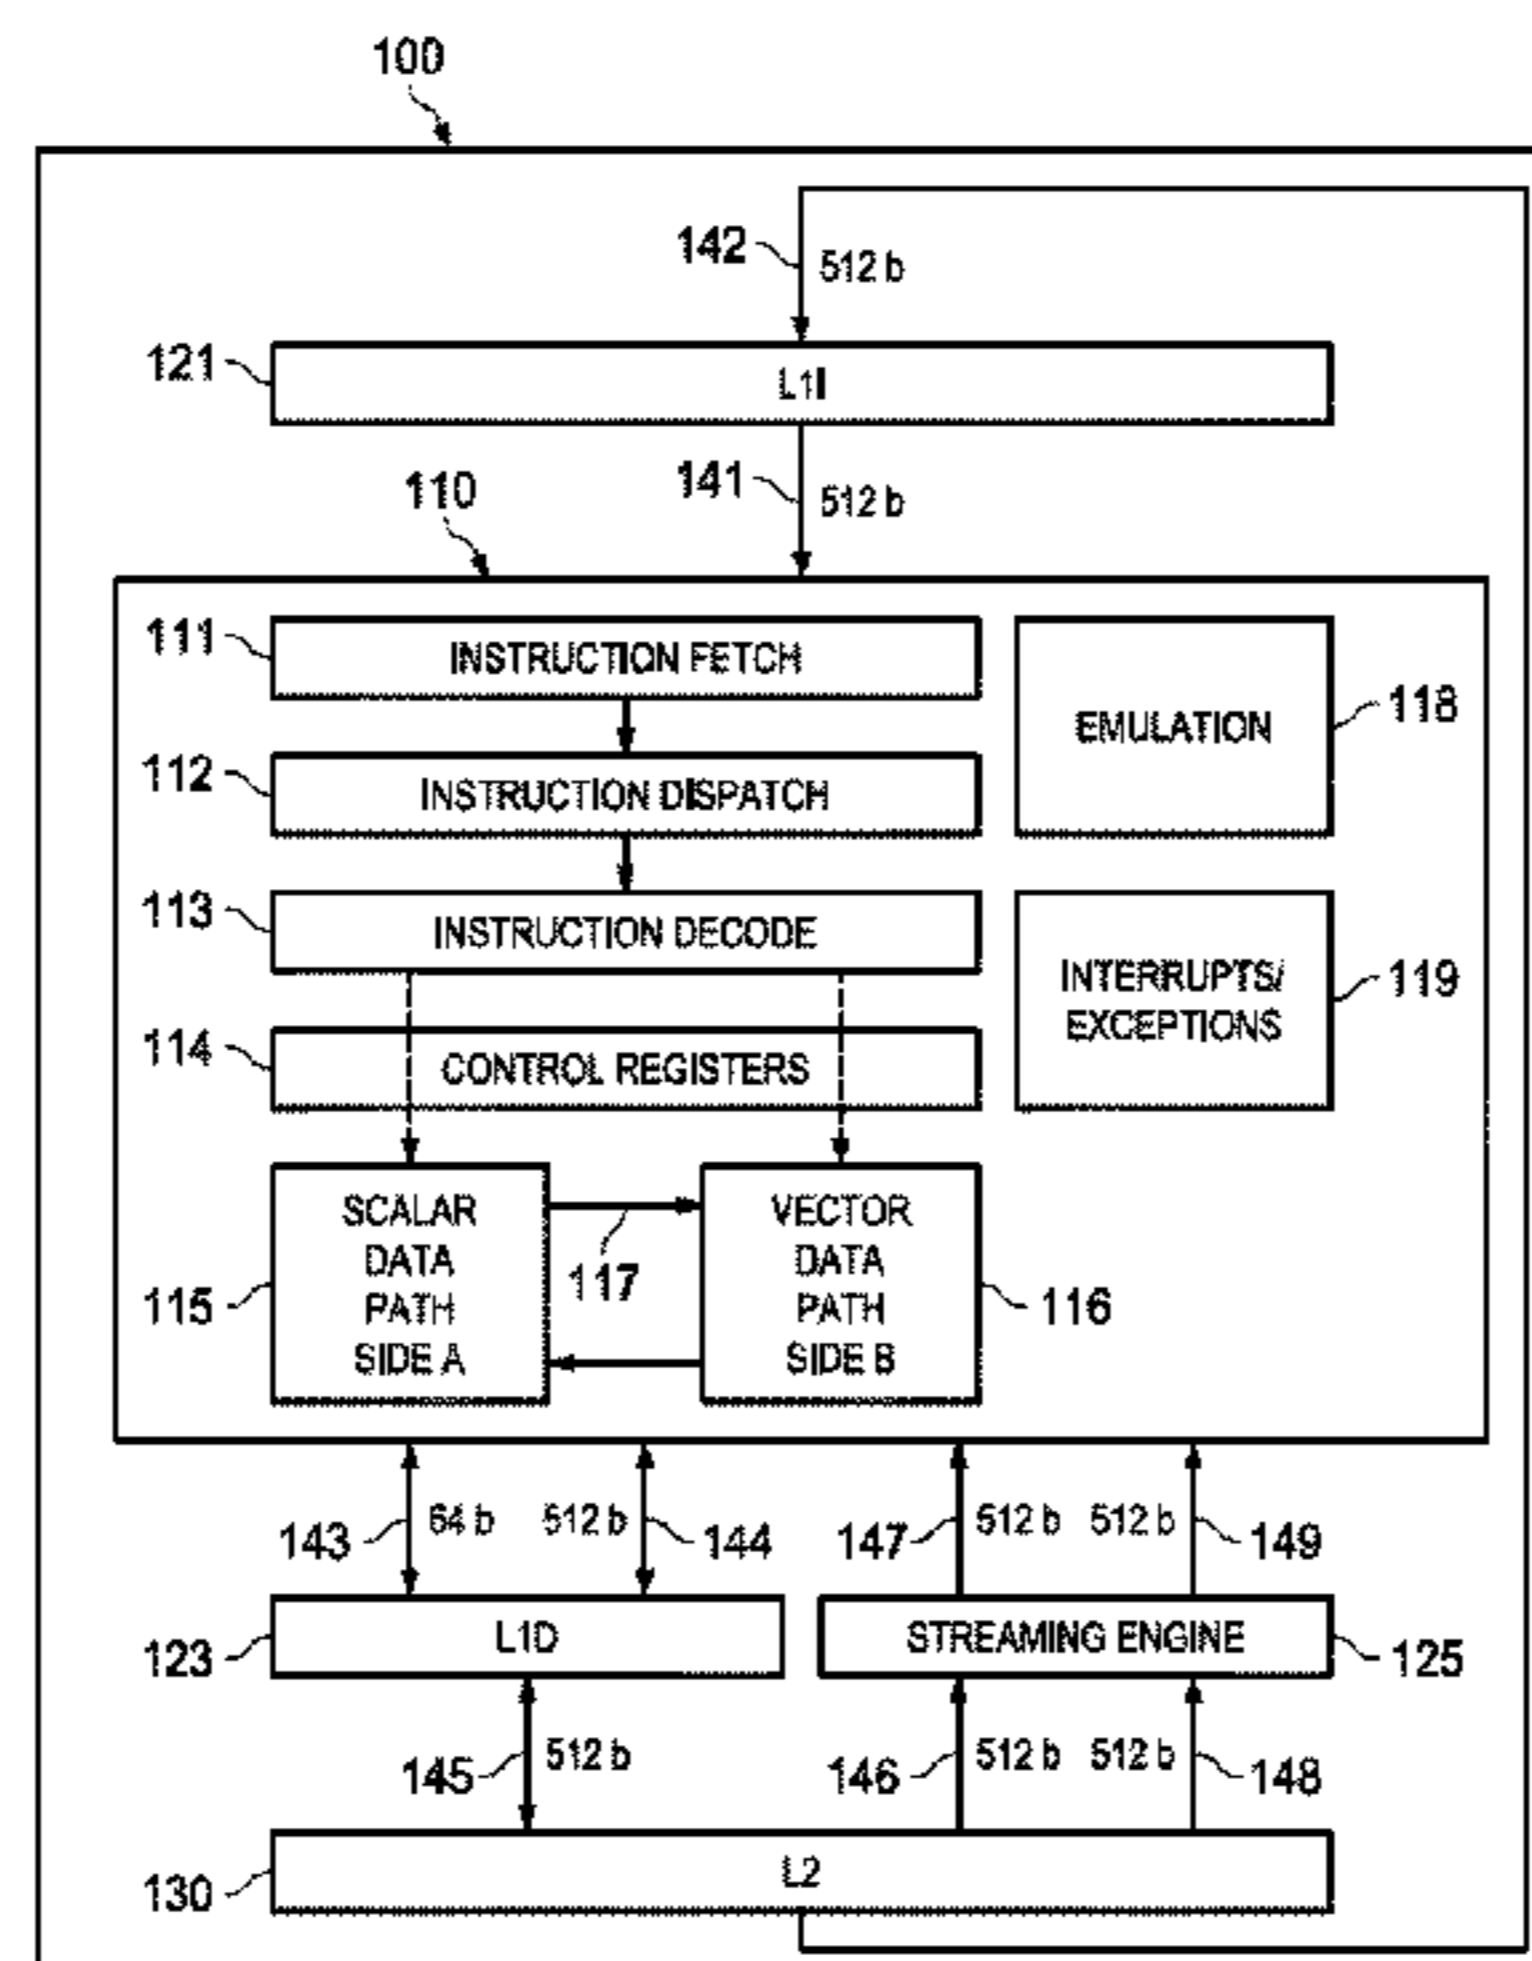 100
142
512 b
121
L1I
110
141
512 b
111
INSTRUCTION FETCH
118
EMULATION
112
INSTRUCTION DISPATCH
113
INSTRUCTION DECODE
119
INTERRUPTS/
EXCEPTIONS
114
CONTROL REGISTERS
115
SCALAR
DATA
PATH
SIDE A
117
VECTOR
DATA
PATH
SIDE B
116
143
64 b
512 b
144
147
512 b
512 b
149
123
L1D
STREAMING ENGINE
125
145
512 b
146
512 b
512 b
148
130
L2